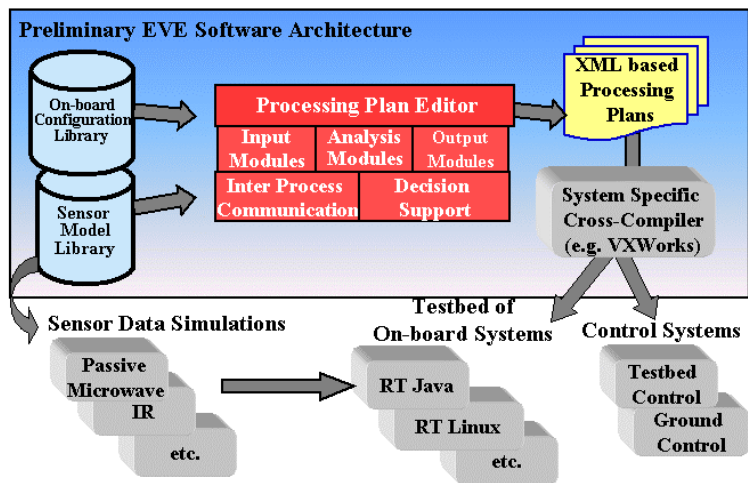 Preliminary EVE Software Architecture
On-board
Configuration
Library
Sensor
Model
Library
Processing Plan Editor
Input
Modules
Analysis
Modules
Output
Modules
Inter Process
Communication
Decision
Support
XML based
Processing
Plans
System Specific
Cross-Compiler
(e.g. VXWorks)
Sensor Data Simulations
Passive
Microwave
IR
etc.
Testbed of
On-board Systems
RT Java
RT Linux
etc.
Control Systems
Testbed
Control
Ground
Control